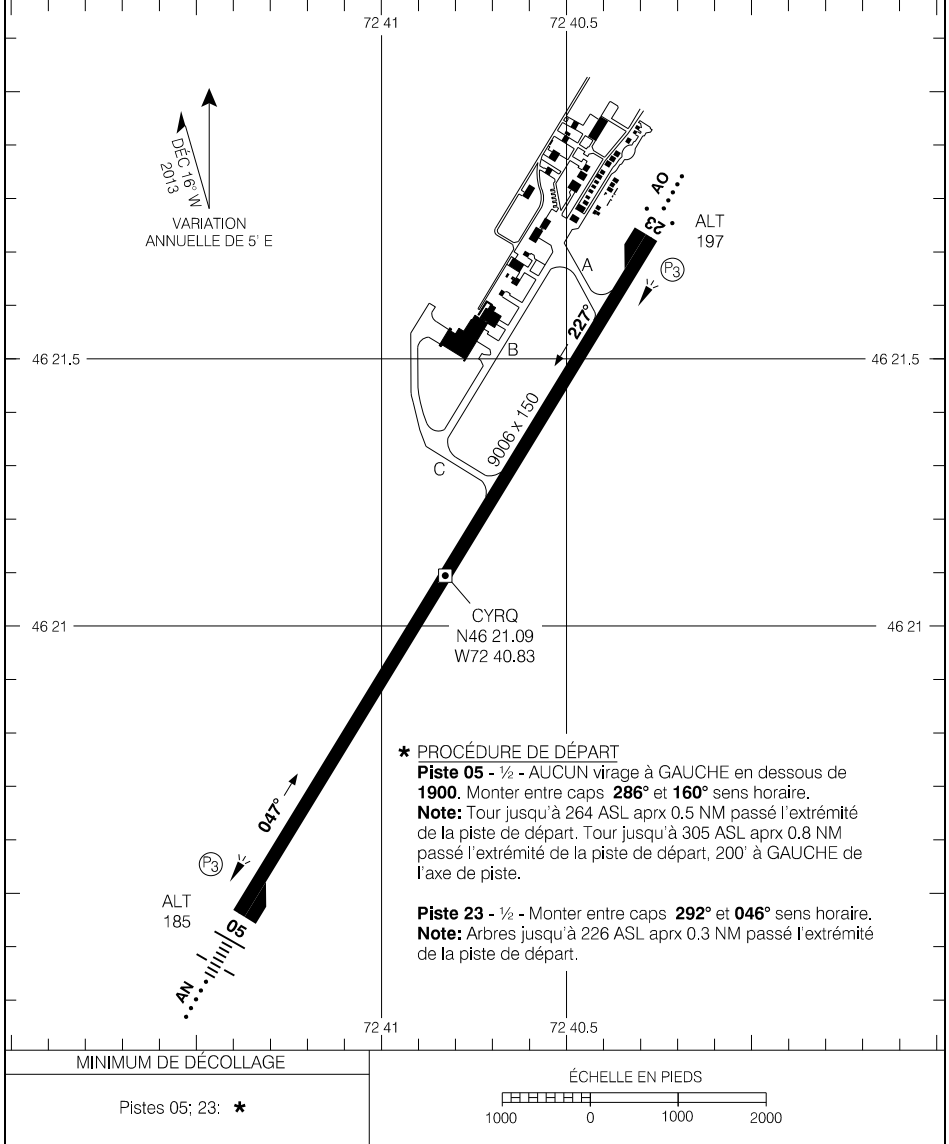 72 41
72 40.5
DÉC 16° W
2013
VARIATION
ANNUELLE DE 5' E
AO
23
ALT
197
P3
A
227°
46 21.5
46 21.5
B
9006 x 150
C
CYRQ
N46 21.09
W72 40.83
46 21
46 21
* PROCÉDURE DE DÉPART
Piste 05 - ½ - AUCUN virage à GAUCHE en dessous de
1900. Monter entre caps 286° et 160° sens horaire.
Note: Tour jusqu'à 264 ASL aprx 0.5 NM passé l'extrémité
de la piste de départ. Tour jusqu'à 305 ASL aprx 0.8 NM
passé l'extrémité de la piste de départ, 200' à GAUCHE de
l'axe de piste.
047°
P3
ALT
185
05
AN
Piste 23 - ½ - Monter entre caps 292° et 046° sens horaire.
Note: Arbres jusqu'à 226 ASL aprx 0.3 NM passé l'extrémité
de la piste de départ.
72 41
72 40.5
MINIMUM DE DÉCOLLAGE
Pistes 05; 23: *
ÉCHELLE EN PIEDS
1000 0 1000 2000